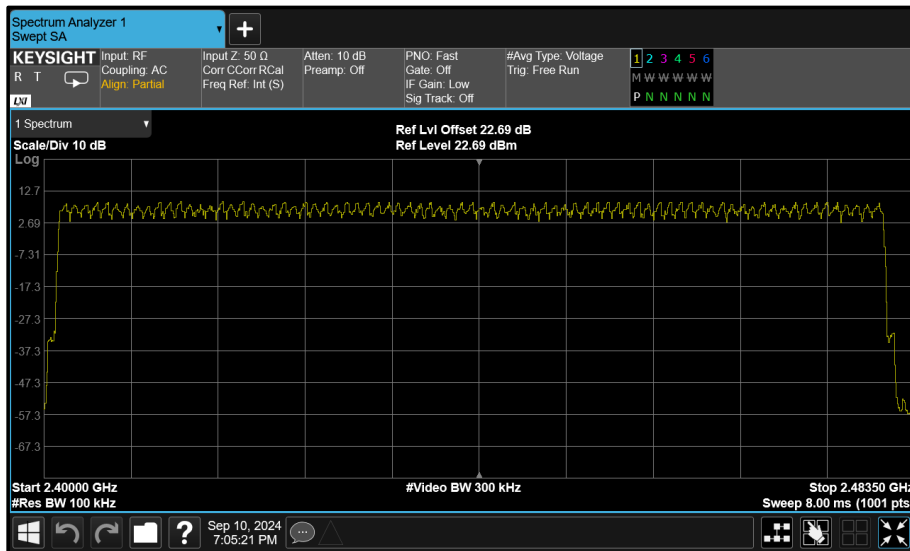 Spectrum Analyzer 1
Swept SA
+
KEYSIGHT Input: RF Input Z: 50 Ω Atten: 10 dB PNO: Fast #Avg Type: Voltage 1 2 3 4 5 6
R T Coupling: AC Corr CCorr RCal Preamp: Off Gate: Off Trig: Free Run M W W W W W
Align: Partial Freq Ref: Int (S) IF Gain: Low P N N N N N
LXI Sig Track: Off
1 Spectrum
Ref Lvl Offset 22.69 dB
Scale/Div 10 dB Ref Level 22.69 dBm
Log
12.7
2.69
-7.31
-17.3
-27.3
-37.3
-47.3
-57.3
-67.3
Start 2.40000 GHz #Video BW 300 kHz Stop 2.48350 GHz
#Res BW 100 kHz Sweep 8.00 ms (1001 pts
? Sep 10, 2024
7:05:21 PM